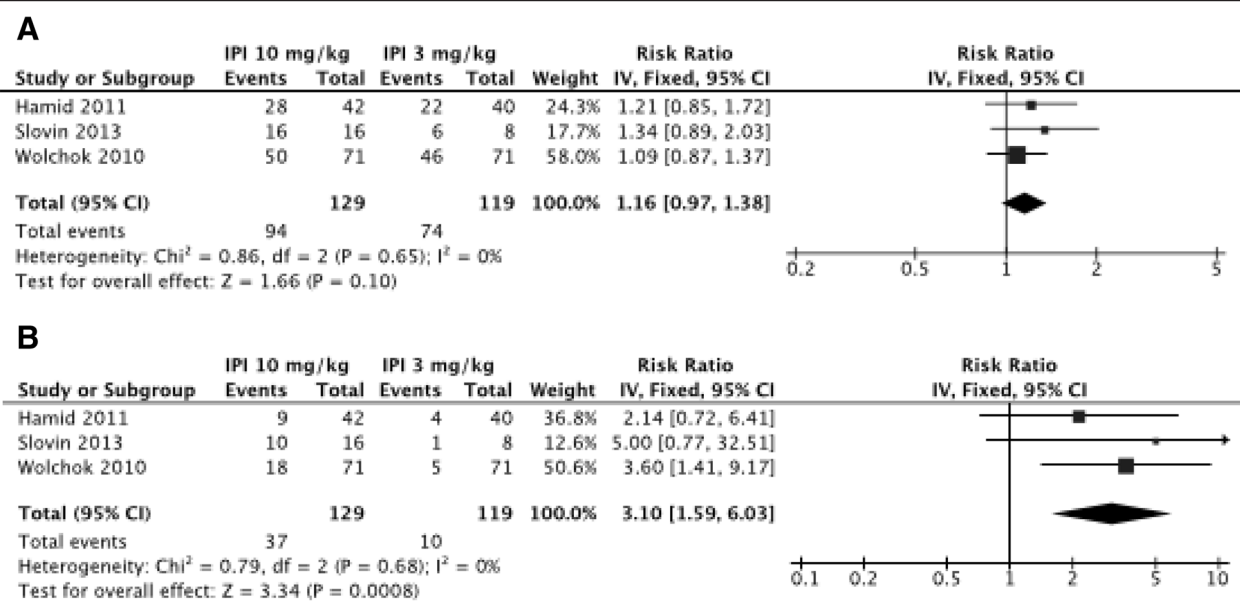 A
IPI 10 mg/kg IPI 3 mg/kg Risk Ratio Risk Ratio
Study or Subgroup Events Total Events Total Weight IV, Fixed, 95% CI IV, Fixed, 95% CI
Hamid 2011 28 42 22 40 24.3% 1.21 [0.85, 1.72]
Slovin 2013 16 16 6 8 17.7% 1.34 [0.89, 2.03]
Wolchok 2010 50 71 46 71 58.0% 1.09 [0.87, 1.37]
Total (95% CI) 129 119 100.0% 1.16 [0.97, 1.38]
Total events 94 74
Heterogeneity: Chi² = 0.86, df = 2 (P = 0.65); I² = 0%
Test for overall effect: Z = 1.66 (P = 0.10)
0.2 0.5 1 2 5
B
IPI 10 mg/kg IPI 3 mg/kg Risk Ratio Risk Ratio
Study or Subgroup Events Total Events Total Weight IV, Fixed, 95% CI IV, Fixed, 95% CI
Hamid 2011 9 42 4 40 36.8% 2.14 [0.72, 6.41]
Slovin 2013 10 16 1 8 12.6% 5.00 [0.77, 32.51]
Wolchok 2010 18 71 5 71 50.6% 3.60 [1.41, 9.17]
Total (95% CI) 129 119 100.0% 3.10 [1.59, 6.03]
Total events 37 10
Heterogeneity: Chi² = 0.79, df = 2 (P = 0.68); I² = 0%
Test for overall effect: Z = 3.34 (P = 0.0008)
0.1 0.2 0.5 1 2 5 10